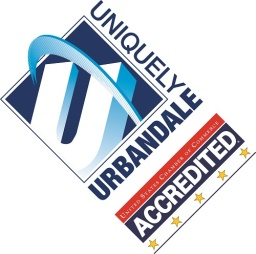 UNIQUELY
U
URBANDALE
UNITED STATES CHAMBER OF COMMERCE
ACCREDITED